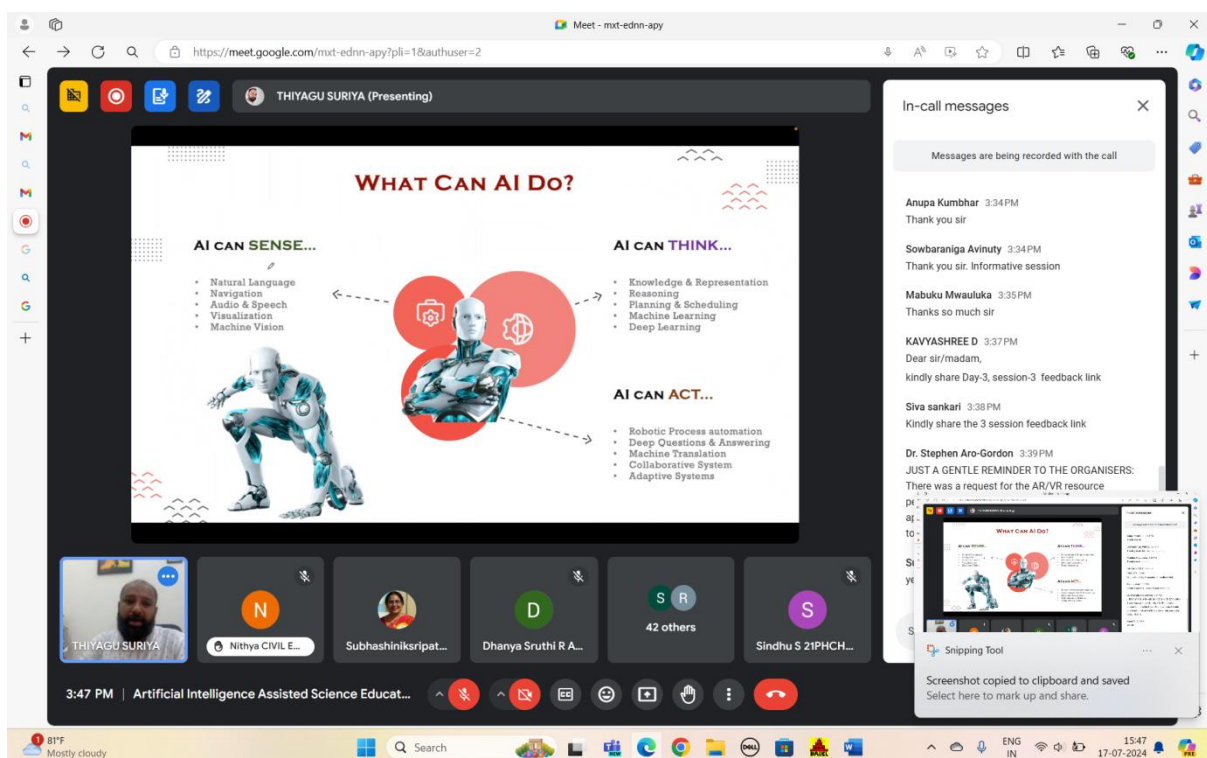 Meet - mxt-ednn-apy
https://meet.google.com/mxt-ednn-apy?pli=1&authuser=2
THIYAGU SURIYA (Presenting)
WHAT CAN AI DO?
AI CAN SENSE...
• Natural Language
• Navigation
• Audio & Speech
• Visualization
• Machine Vision
AI CAN THINK...
• Knowledge & Representation
• Reasoning
• Planning & Scheduling
• Machine Learning
• Deep Learning
AI CAN ACT...
• Robotic Process automation
• Deep Questions & Answering
• Machine Translation
• Collaborative System
• Adaptive Systems
In-call messages
Messages are being recorded with the call
Anupa Kumbhar 3:34 PM
Thank you sir
Sowbaraniga Avinuty 3:34 PM
Thank you sir. Informative session
Mabuku Mwauluka 3:35 PM
Thanks so much sir
KAVYASHREE D 3:37 PM
Dear sir/madam,
kindly share Day-3, session-3 feedback link
Siva sankari 3:38 PM
Kindly share the 3 session feedback link
Dr. Stephen Aro-Gordon 3:39 PM
JUST A GENTLE REMINDER TO THE ORGANISERS:
There was a request for the AR/VR resource
WHAT CAN AI DO?
Snipping Tool
Screenshot copied to clipboard and saved
Select here to mark up and share.
THIYAGU SURIYA
N
Nithya CIVIL E...
Subhashiniksripat...
D
Dhanya Sruthi R A...
S R
42 others
S
Sindhu S 21PHCH...
3:47 PM | Artificial Intelligence Assisted Science Educat...
1
81°F
Mostly cloudy
Search
NEW
DELL
ENG
IN
15:47
17-07-2024
PRE